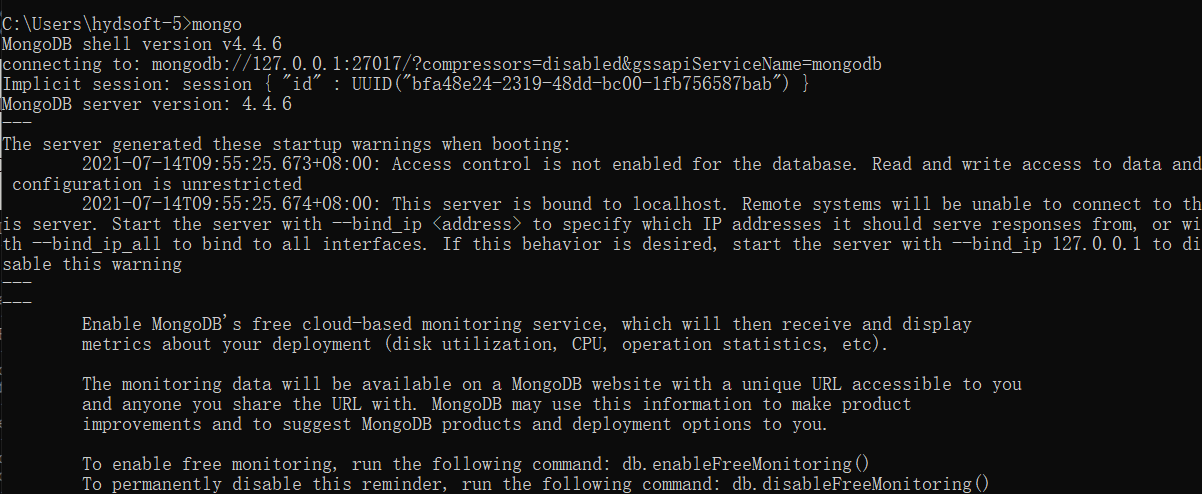 C:\Users\hydsoft-5>mongo
MongoDB shell version v4.4.6
connecting to: mongodb://127.0.0.1:27017/?compressors=disabled&gssapiServiceName=mongodb
Implicit session: session { "id" : UUID("bfa48e24-2319-48dd-bc00-1fb756587bab") }
MongoDB server version: 4.4.6
---
The server generated these startup warnings when booting:
        2021-07-14T09:55:25.673+08:00: Access control is not enabled for the database. Read and write access to data and
 configuration is unrestricted
        2021-07-14T09:55:25.674+08:00: This server is bound to localhost. Remote systems will be unable to connect to th
is server. Start the server with --bind_ip <address> to specify which IP addresses it should serve responses from, or wi
th --bind_ip_all to bind to all interfaces. If this behavior is desired, start the server with --bind_ip 127.0.0.1 to di
sable this warning
---
---
        Enable MongoDB's free cloud-based monitoring service, which will then receive and display
        metrics about your deployment (disk utilization, CPU, operation statistics, etc).

        The monitoring data will be available on a MongoDB website with a unique URL accessible to you
        and anyone you share the URL with. MongoDB may use this information to make product
        improvements and to suggest MongoDB products and deployment options to you.

        To enable free monitoring, run the following command: db.enableFreeMonitoring()
        To permanently disable this reminder, run the following command: db.disableFreeMonitoring()